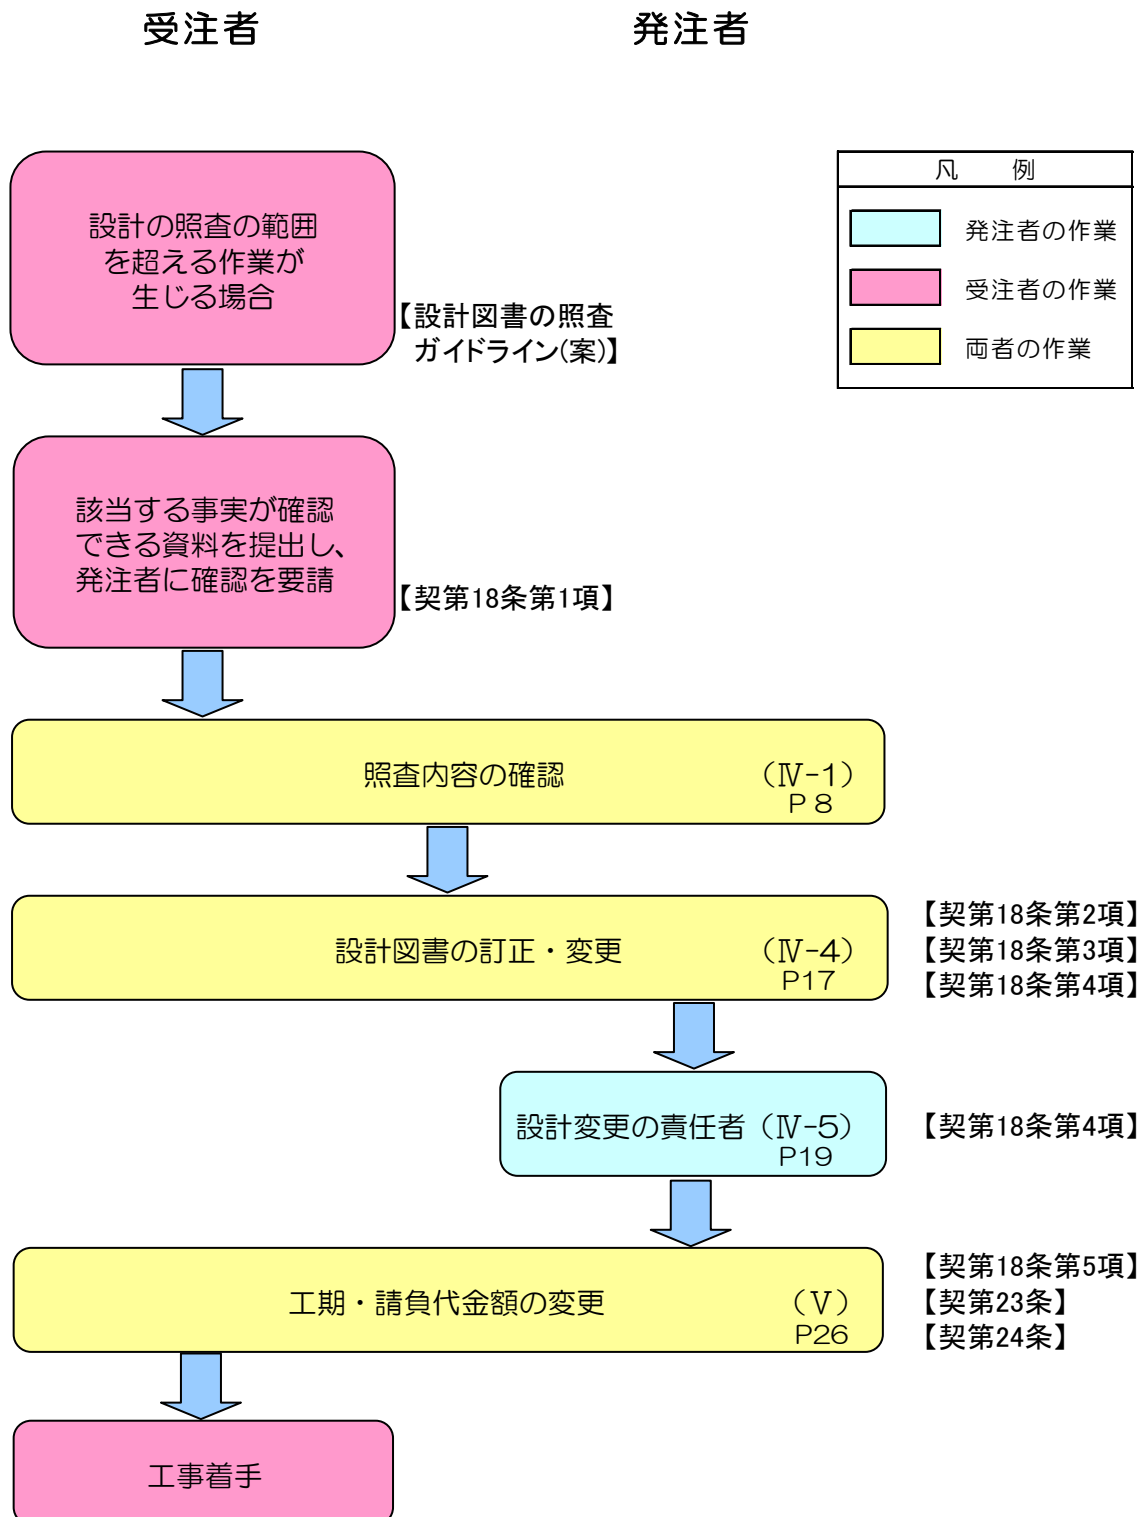 受注者
発注者
凡 例
発注者の作業
受注者の作業
両者の作業
設計の照査の範囲
を超える作業が
生じる場合
【設計図書の照査
ガイドライン(案)】
該当する事実が確認
できる資料を提出し、
発注者に確認を要請
【契第18条第1項】
照査内容の確認 (Ⅳ-1)
P 8
設計図書の訂正・変更 (Ⅳ-4)
P17
【契第18条第2項】
【契第18条第3項】
【契第18条第4項】
設計変更の責任者 (Ⅳ-5)
P19
【契第18条第4項】
工期・請負代金額の変更 (Ⅴ)
P26
【契第18条第5項】
【契第23条】
【契第24条】
工事着手